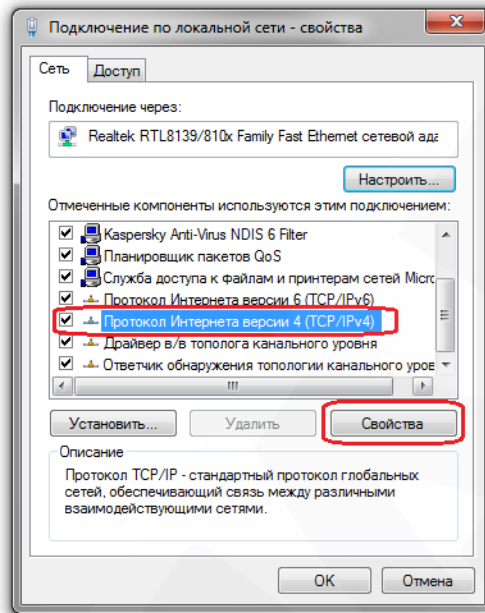 Подключение по локальной сети - свойства
Сеть
Доступ
Подключение через:
Realtek RTL8139/810x Family Fast Ethernet сетевой ада
Настроить...
Отмеченные компоненты используются этим подключением:
Kaspersky Anti-Virus NDIS 6 Filter
Планировщик пакетов QoS
Служба доступа к файлам и принтерам сетей Micro
Протокол Интернета версии 6 (TCP/IPv6)
Протокол Интернета версии 4 (TCP/IPv4)
Драйвер в/в тополога канального уровня
Ответчик обнаружения топологии канального уров
Установить...
Удалить
Свойства
Описание
Протокол TCP/IP - стандартный протокол глобальных
сетей, обеспечивающий связь между различными
взаимодействующими сетями.
OK
Отмена